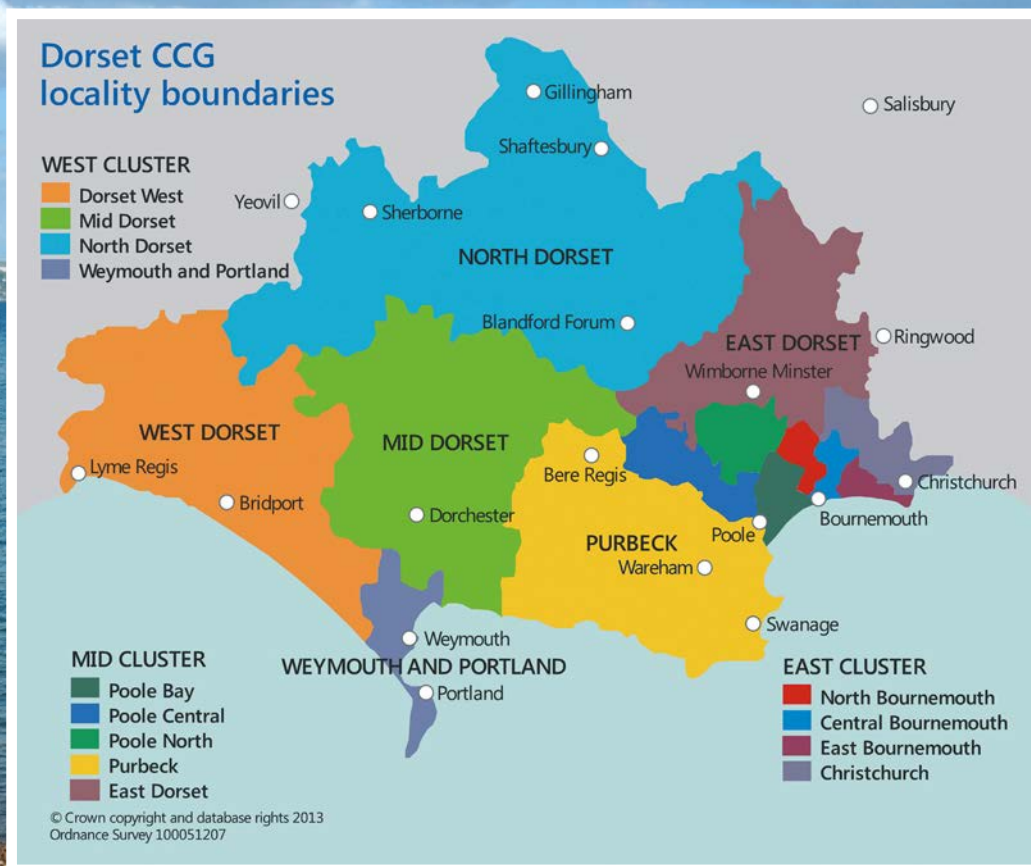 Dorset CCG
locality boundaries
WEST CLUSTER
Dorset West
Mid Dorset
North Dorset
Weymouth and Portland
Gillingham
Salisbury
Shaftesbury
Yeovil
Sherborne
NORTH DORSET
Blandford Forum
EAST DORSET
Ringwood
Wimborne Minster
WEST DORSET
MID DORSET
Lyme Regis
Bere Regis
Christchurch
Bridport
Dorchester
Bournemouth
Poole
PURBECK
Wareham
Swanage
Weymouth
WEYMOUTH AND PORTLAND
Portland
MID CLUSTER
Poole Bay
Poole Central
Poole North
Purbeck
East Dorset
EAST CLUSTER
North Bournemouth
Central Bournemouth
East Bournemouth
Christchurch
© Crown copyright and database rights 2013
Ordnance Survey 100051207